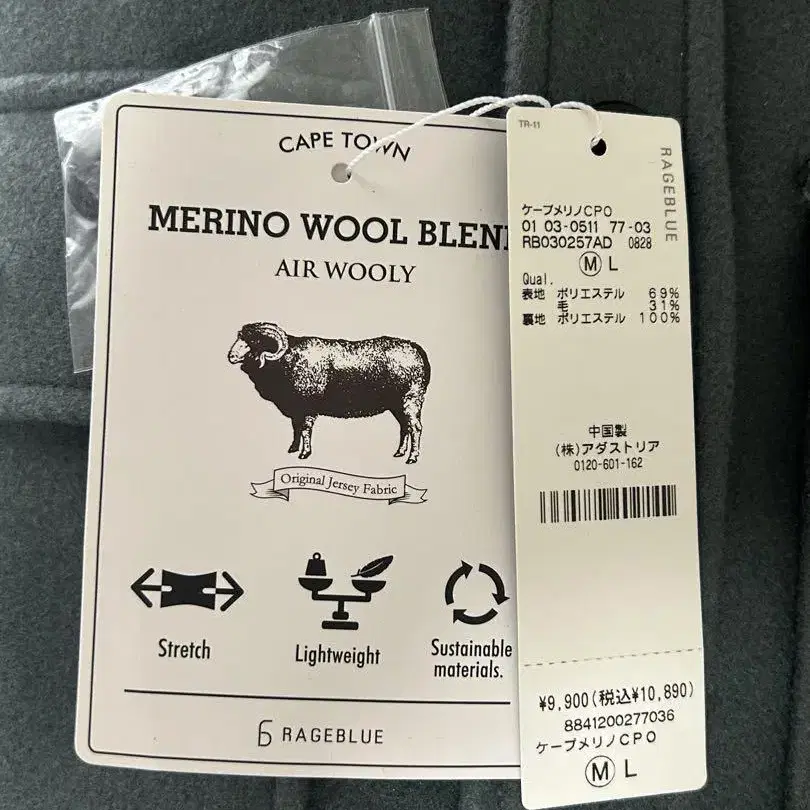 CAPE TOWN
MERINO WOOL BLEN
AIR WOOLY
Original Jersey Fabric
Stretch
Lightweight
Sustainable
materials.
RAGEBLUE
TR-11
RAGEBLUE
ケープメリノCPO
01 03-0511 77-03
RB030257AD 0828
M L
Qual.
表地 ポリエステル 69%
毛 31%
裏地 ポリエステル 100%
中国製
(株)アダストリア
0120-601-162
¥9,900(税込¥10,890)
8841200277036
ケープメリノCPO
M L